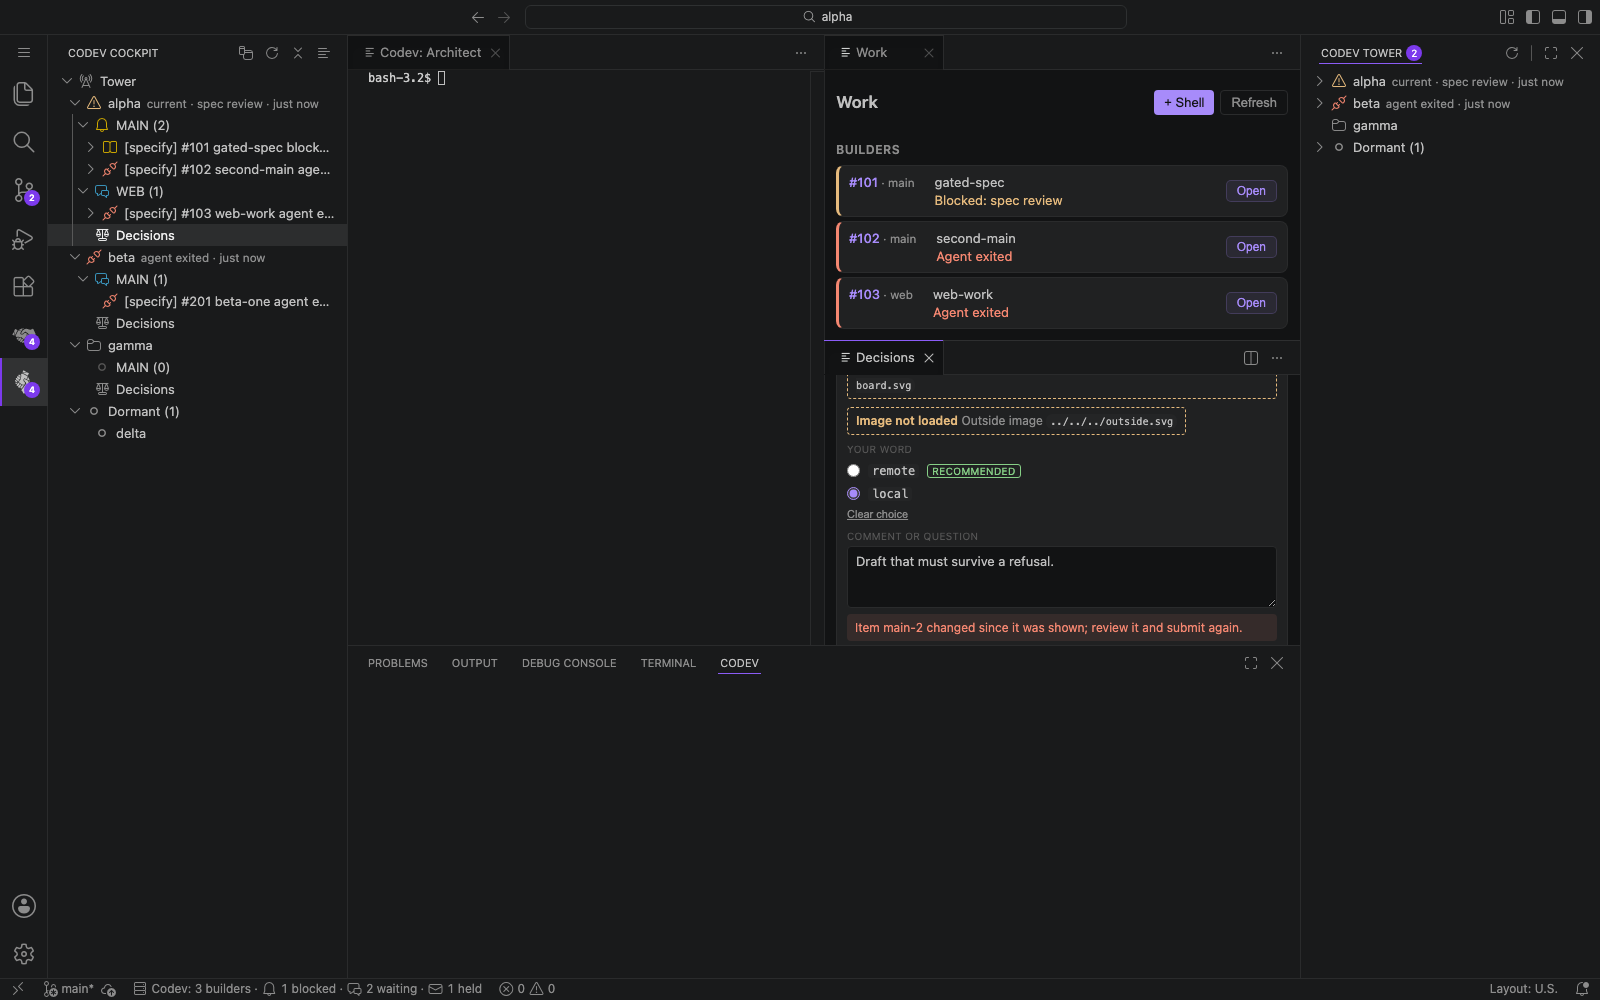 alpha
CODEV COCKPIT
Tower
alpha current · spec review · just now
MAIN (2)
[specify] #101 gated-spec block...
[specify] #102 second-main age...
WEB (1)
[specify] #103 web-work agent e...
Decisions
beta agent exited · just now
MAIN (1)
[specify] #201 beta-one agent e...
Decisions
gamma
MAIN (0)
Decisions
Dormant (1)
delta
2
4
4
Codev: Architect
bash-3.2$
Work
Work
+ Shell
Refresh
BUILDERS
#101 · main gated-spec
Blocked: spec review
Open
#102 · main second-main
Agent exited
Open
#103 · web web-work
Agent exited
Open
Decisions
board.svg
Image not loaded Outside image ../../../outside.svg
YOUR WORD
remote RECOMMENDED
local
Clear choice
COMMENT OR QUESTION
Draft that must survive a refusal.
Item main-2 changed since it was shown; review it and submit again.
CODEV TOWER 2
alpha current · spec review · just now
beta agent exited · just now
gamma
Dormant (1)
PROBLEMS OUTPUT DEBUG CONSOLE TERMINAL CODEV
main* Codev: 3 builders · 1 blocked · 2 waiting · 1 held 0 0 Layout: U.S.